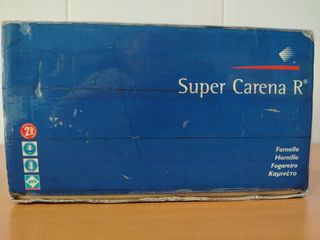 Super Carena R®
Fornello
Hornillo
Fogareiro
Καμινέτο